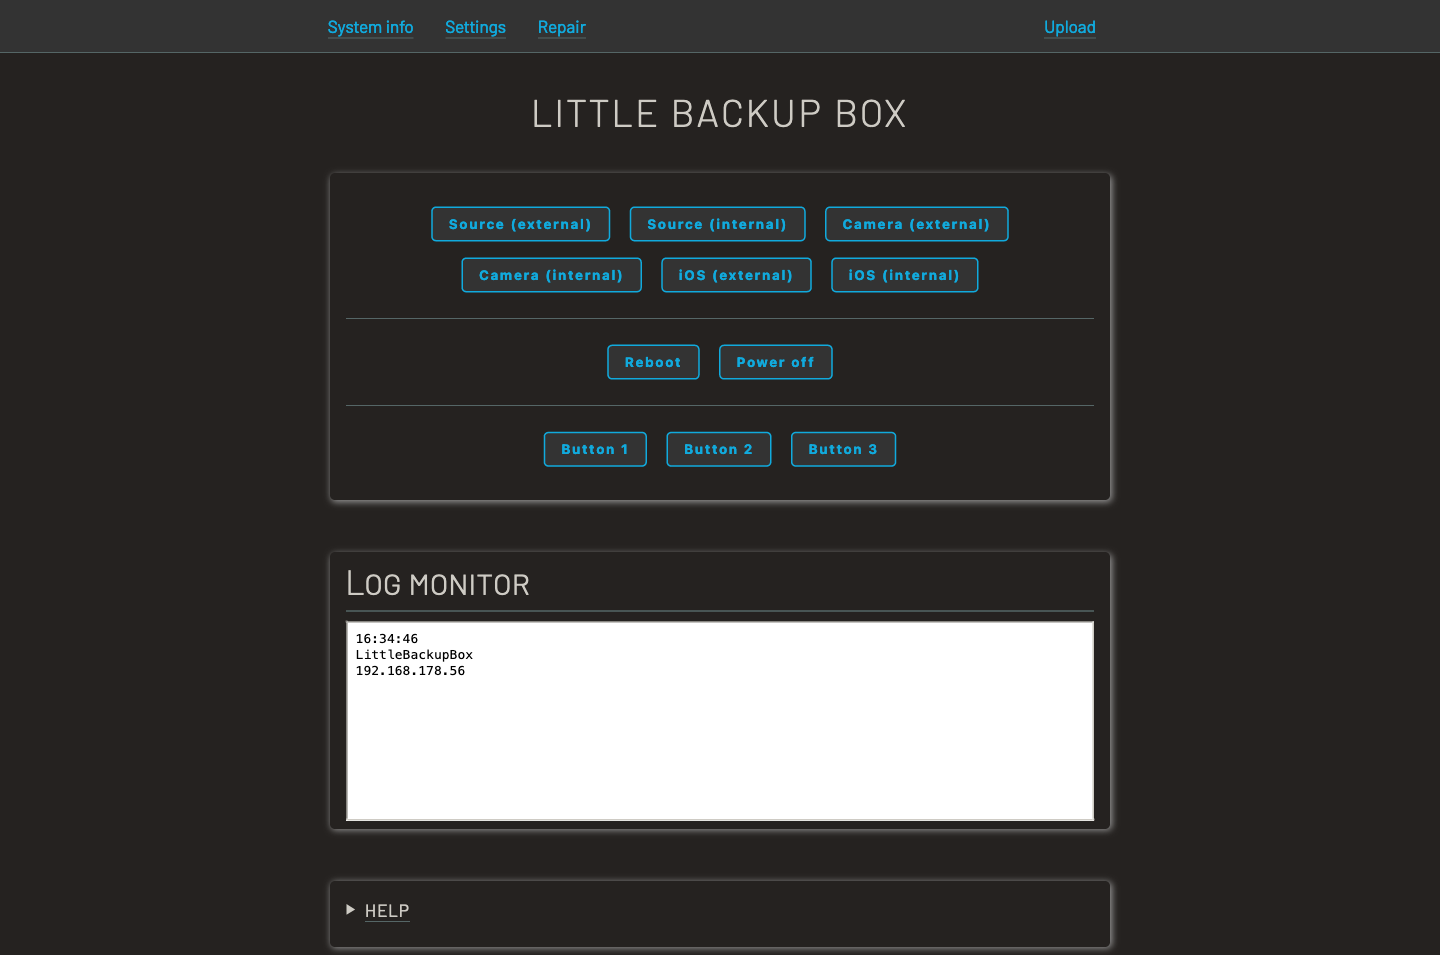 System info Settings Repair Upload
LITTLE BACKUP BOX
Source (external) Source (internal) Camera (external)
Camera (internal) iOS (external) iOS (internal)
Reboot Power off
Button 1 Button 2 Button 3
LOG MONITOR
16:34:46
LittleBackupBox
192.168.178.56
HELP